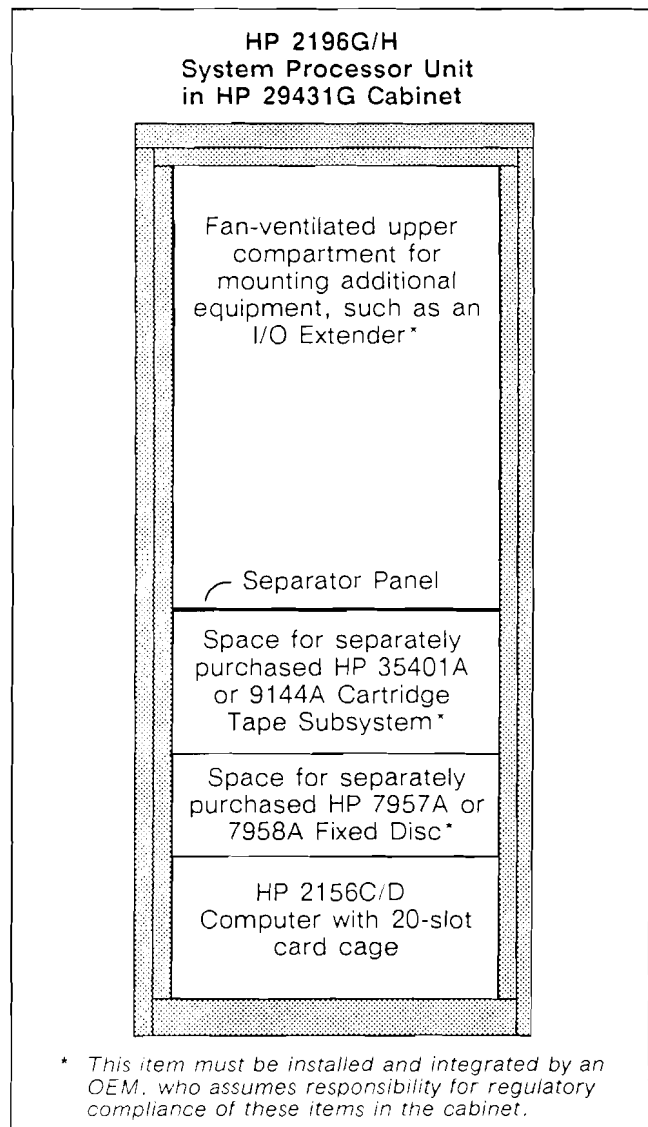 HP 2196G/H
System Processor Unit
in HP 29431G Cabinet
Fan-ventilated upper
compartment for
mounting additional
equipment, such as an
I/O Extender*
Separator Panel
Space for separately
purchased HP 35401A
or 9144A Cartridge
Tape Subsystem*
Space for separately
purchased HP 7957A or
7958A Fixed Disc*
HP 2156C/D
Computer with 20-slot
card cage
* This item must be installed and integrated by an
OEM, who assumes responsibility for regulatory
compliance of these items in the cabinet.